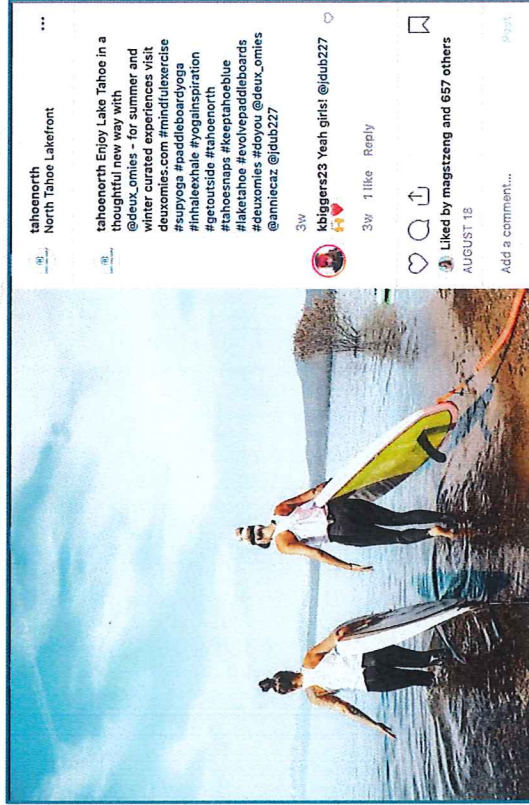 tahoenorth
North Tahoe Lakefront
tahoenorth Enjoy Lake Tahoe in a
thoughtful new way with
@deux_omies - for summer and
winter curated experiences visit
deuxomies.com #mindfulexercise
#supyoga #paddleboardyoga
#inhaleexhale #yogainspiration
#getoutside #tahoenorth
#tahoesnaps #keeptahoeblue
#laketahoe #evolvepaddleboards
#deuxomies #doyou @deux_omies
@anniecaz @jdub227
3w
kbiggers23 Yeah girls! @jdub227
🙌❤️
3w 1 like Reply
Liked by magstzeng and 657 others
AUGUST 18
Add a comment...
Post